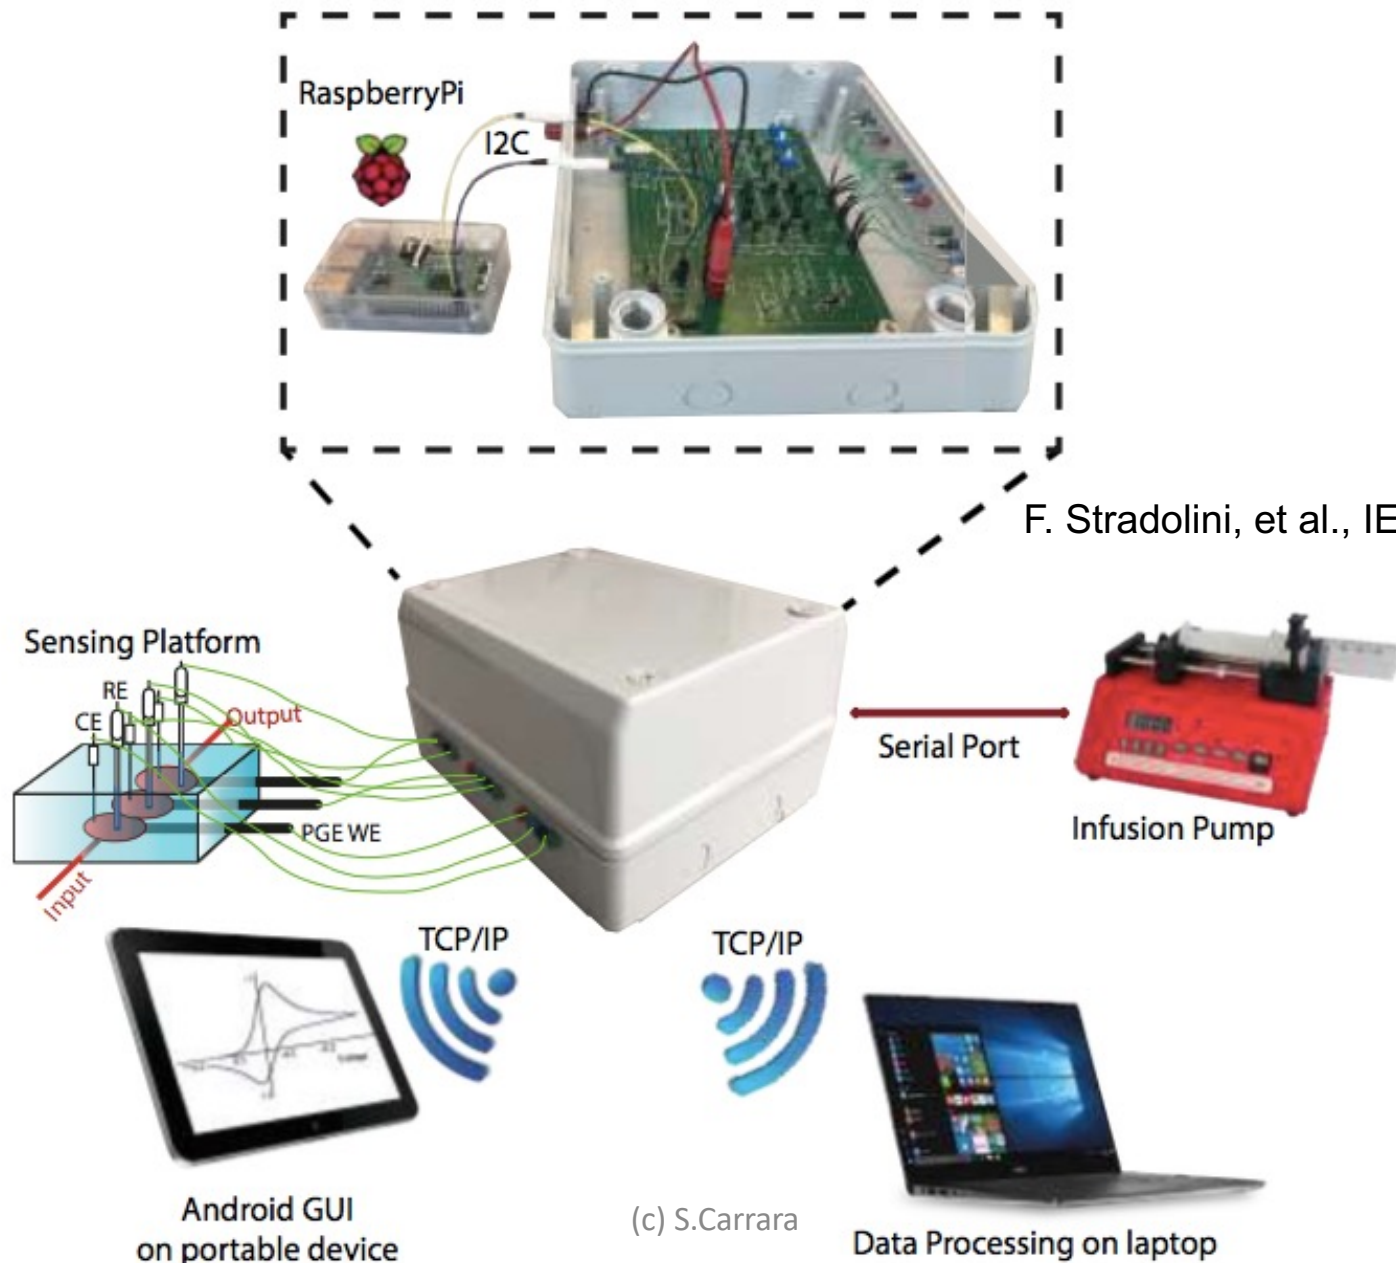 RaspberryPi
I2C
F. Stradolini, et al., IE
Sensing Platform
RE
CE
Output
PGE WE
Input
Serial Port
Infusion Pump
TCP/IP
TCP/IP
Android GUI
on portable device
(c) S.Carrara
Data Processing on laptop